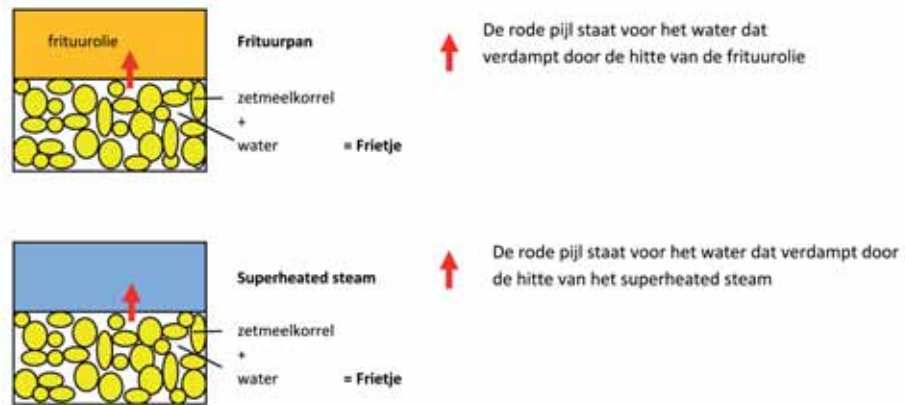 frituurolie
Frituurpan
De rode pijl staat voor het water dat
verdampt door de hitte van de frituurolie
zetmeelkorrel
+
water = Frietje
Superheated steam
De rode pijl staat voor het water dat verdampt door
de hitte van het superheated steam
zetmeelkorrel
+
water = Frietje